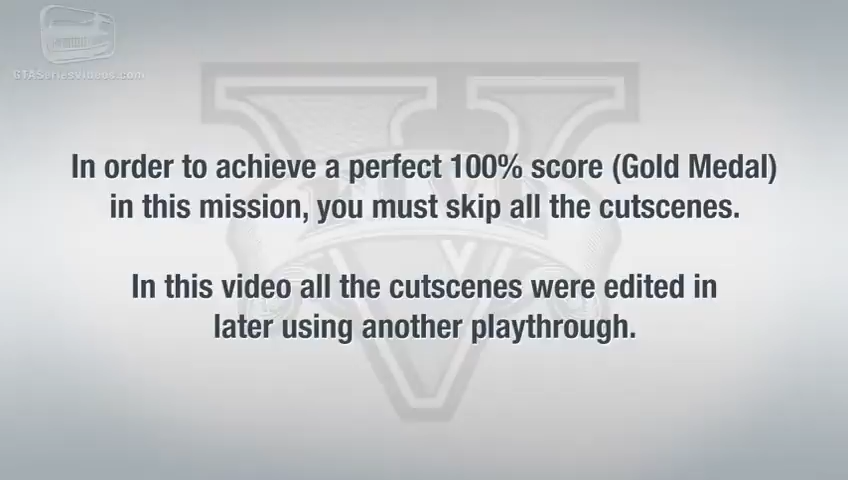 GTASeriesVideos.com
In order to achieve a perfect 100% score (Gold Medal)
in this mission, you must skip all the cutscenes.
In this video all the cutscenes were edited in
later using another playthrough.